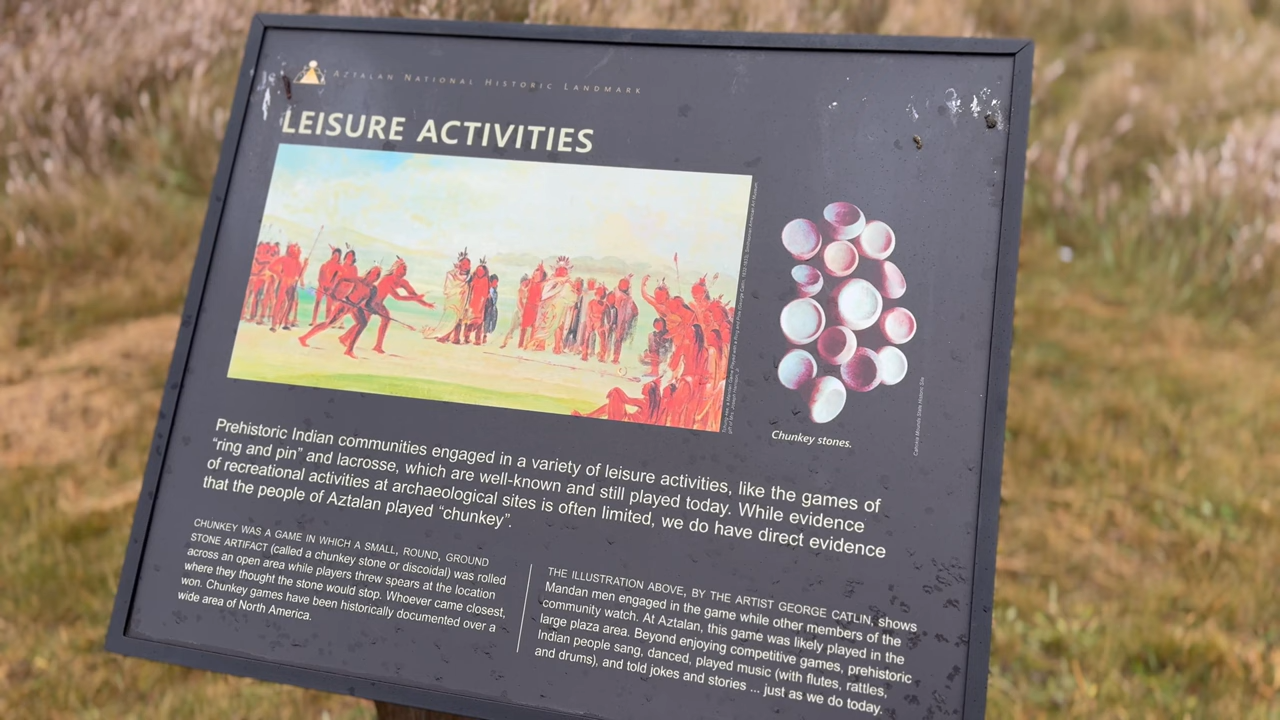 AZTALAN NATIONAL HISTORIC LANDMARK
LEISURE ACTIVITIES
Chunkey stones.
Prehistoric Indian communities engaged in a variety of leisure activities, like the games of
“ring and pin” and lacrosse, which are well-known and still played today. While evidence
of recreational activities at archaeological sites is often limited, we do have direct evidence
that the people of Aztalan played “chunkey”.
CHUNKEY WAS A GAME IN WHICH A SMALL, ROUND, GROUND
STONE ARTIFACT (called a chunkey stone or discoidal) was rolled
across an open area while players threw spears at the location
where they thought the stone would stop. Whoever came closest,
won. Chunkey games have been historically documented over a
wide area of North America.
THE ILLUSTRATION ABOVE, BY THE ARTIST GEORGE CATLIN, shows
Mandan men engaged in the game while other members of the
community watch. At Aztalan, this game was likely played in the
large plaza area. Beyond enjoying competitive games, prehistoric
Indian people sang, danced, played music (with flutes, rattles,
and drums), and told jokes and stories ... just as we do today.